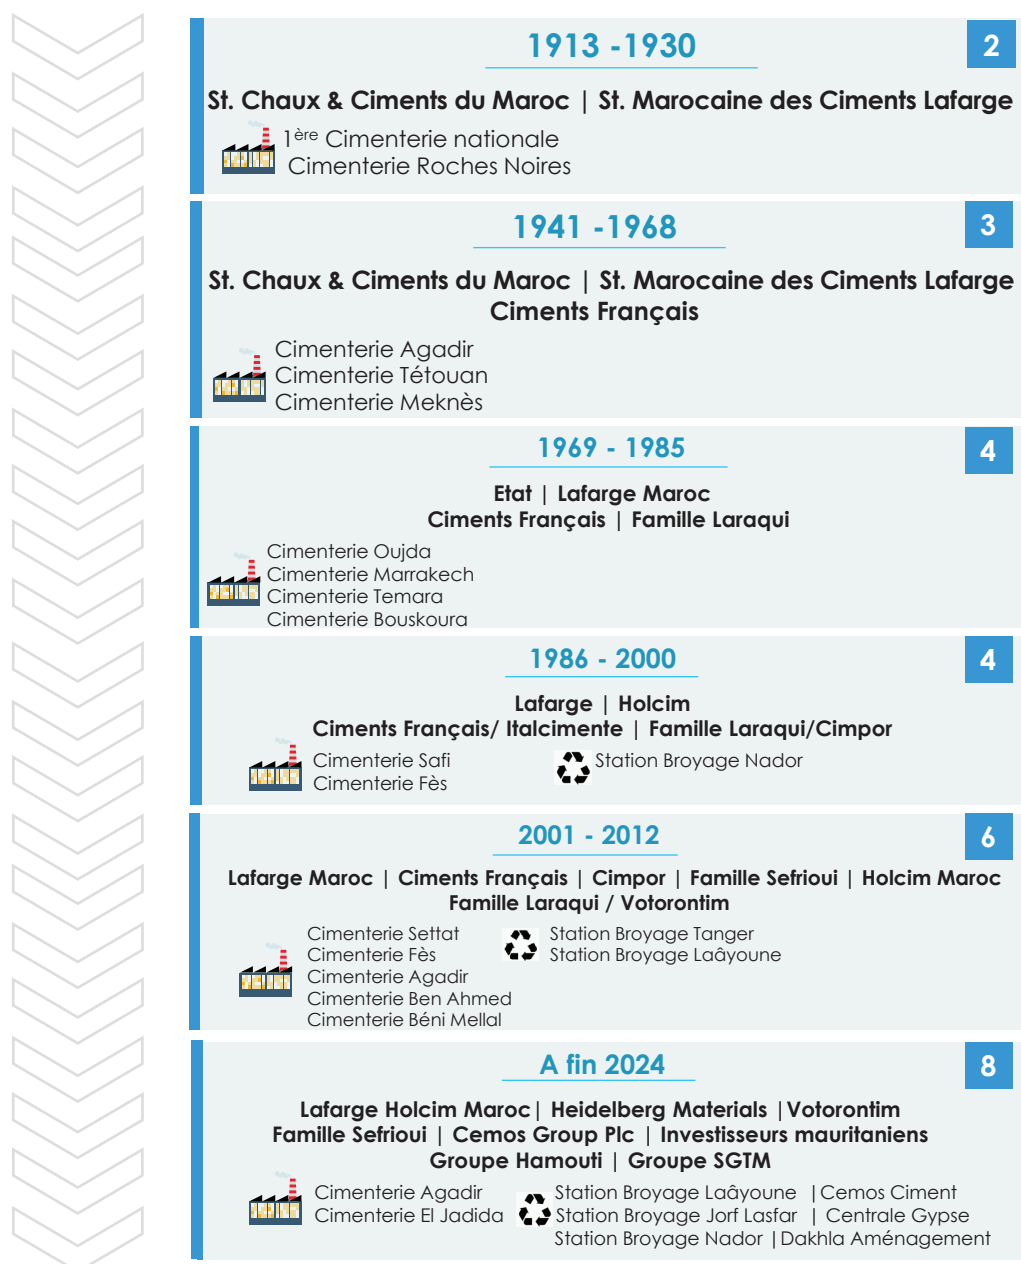 1913 -1930
2
St. Chaux & Ciments du Maroc | St. Marocaine des Ciments Lafarge
1ère Cimenterie nationale
Cimenterie Roches Noires
1941 -1968
3
St. Chaux & Ciments du Maroc | St. Marocaine des Ciments Lafarge
Ciments Français
Cimenterie Agadir
Cimenterie Tétouan
Cimenterie Meknès
1969 - 1985
4
Etat | Lafarge Maroc
Ciments Français | Famille Laraqui
Cimenterie Oujda
Cimenterie Marrakech
Cimenterie Temara
Cimenterie Bouskoura
1986 - 2000
4
Lafarge | Holcim
Ciments Français/ Italcimente | Famille Laraqui/Cimpor
Cimenterie Safi
Cimenterie Fès
Station Broyage Nador
2001 - 2012
6
Lafarge Maroc | Ciments Français | Cimpor | Famille Sefrioui | Holcim Maroc
Famille Laraqui / Votorontim
Cimenterie Settat
Cimenterie Fès
Cimenterie Agadir
Cimenterie Ben Ahmed
Cimenterie Béni Mellal
Station Broyage Tanger
Station Broyage Laâyoune
A fin 2024
8
Lafarge Holcim Maroc| Heidelberg Materials |Votorontim
Famille Sefrioui | Cemos Group Plc | Investisseurs mauritaniens
Groupe Hamouti | Groupe SGTM
Cimenterie Agadir
Cimenterie El Jadida
Station Broyage Laâyoune |Cemos Ciment
Station Broyage Jorf Lasfar | Centrale Gypse
Station Broyage Nador |Dakhla Aménagement